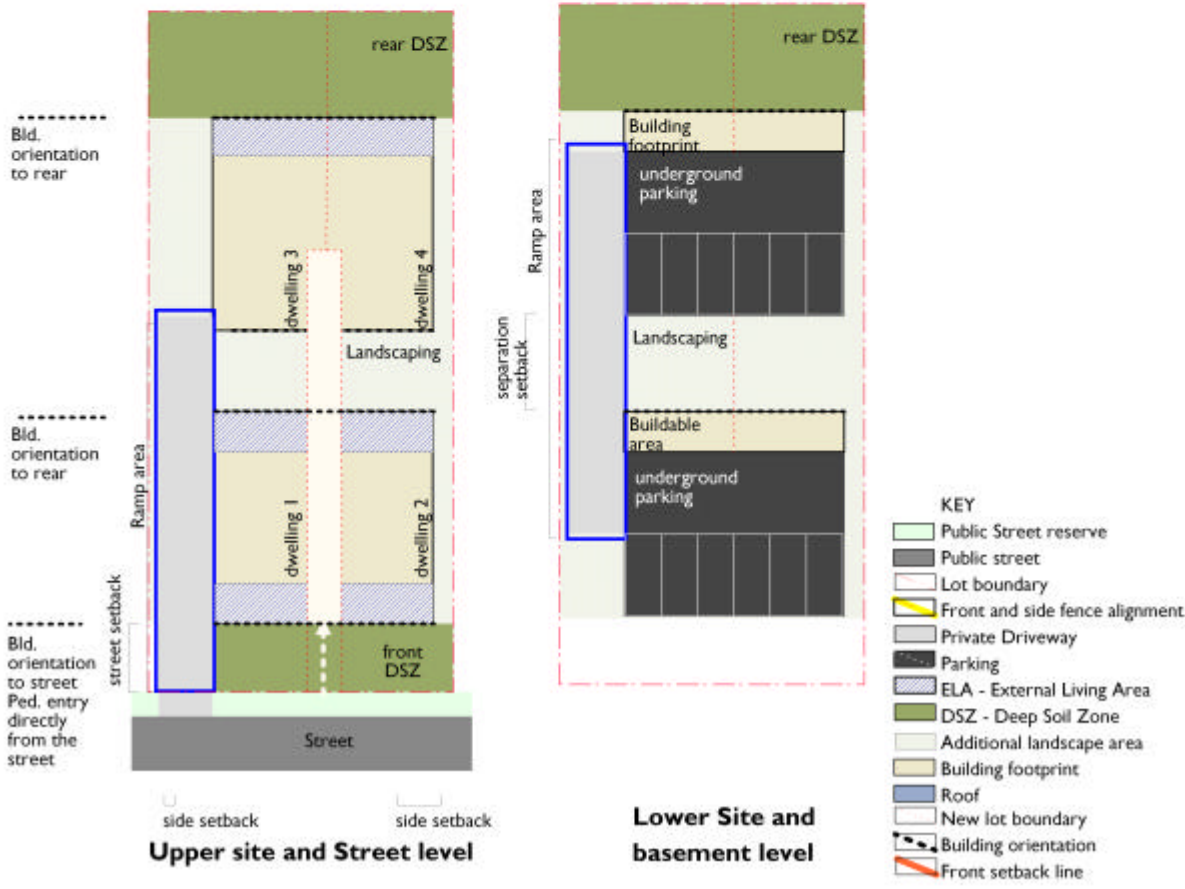 rear DSZ
Bld.
orientation
to rear
dwelling 3
dwelling 4
Landscaping
Bld.
orientation
to rear
Ramp area
dwelling 1
dwelling 2
street setback
Bld.
orientation
to street
Ped. entry
directly
from the
street
front
DSZ
Street
side setback
side setback
Upper site and Street level
rear DSZ
Building
footprint
underground
parking
Ramp area
separation
setback
Landscaping
Buildable
area
underground
parking
Lower Site and
basement level
KEY
Public Street reserve
Public street
Lot boundary
Front and side fence alignment
Private Driveway
Parking
ELA - External Living Area
DSZ - Deep Soil Zone
Additional landscape area
Building footprint
Roof
New lot boundary
Building orientation
Front setback line